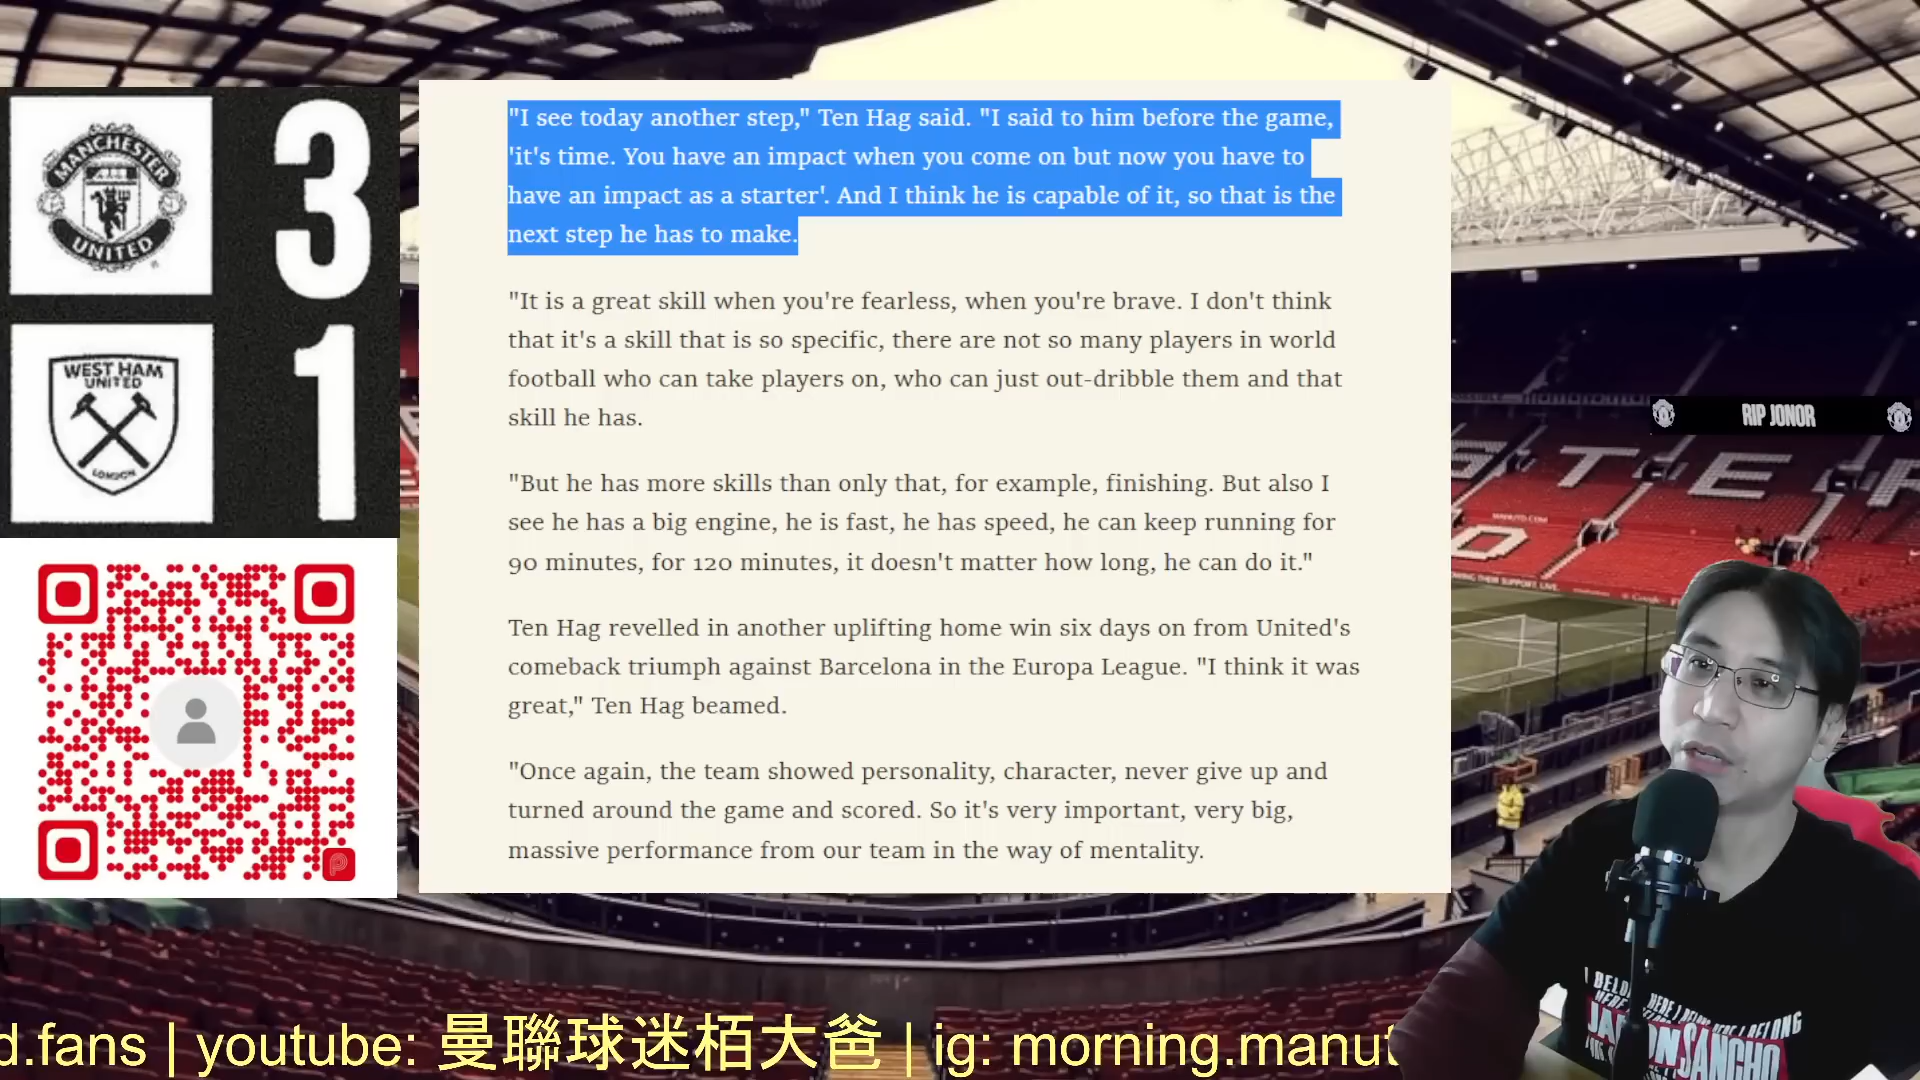 MANCHESTER
UNITED
3
WEST HAM
UNITED
LONDON
1
"I see today another step," Ten Hag said. "I said to him before the game,
'it's time. You have an impact when you come on but now you have to
have an impact as a starter'. And I think he is capable of it, so that is the
next step he has to make.
"It is a great skill when you're fearless, when you're brave. I don't think
that it's a skill that is so specific, there are not so many players in world
football who can take players on, who can just out-dribble them and that
skill he has.
"But he has more skills than only that, for example, finishing. But also I
see he has a big engine, he is fast, he has speed, he can keep running for
90 minutes, for 120 minutes, it doesn't matter how long, he can do it."
Ten Hag revelled in another uplifting home win six days on from United's
comeback triumph against Barcelona in the Europa League. "I think it was
great," Ten Hag beamed.
"Once again, the team showed personality, character, never give up and
turned around the game and scored. So it's very important, very big,
massive performance from our team in the way of mentality.
RIP JONOR
STER
MANUTD.COM
I BELONG
HERE I BELONG
SANCHO
d.fans | youtube: 曼聯球迷栢大爸 | ig: morning.manut